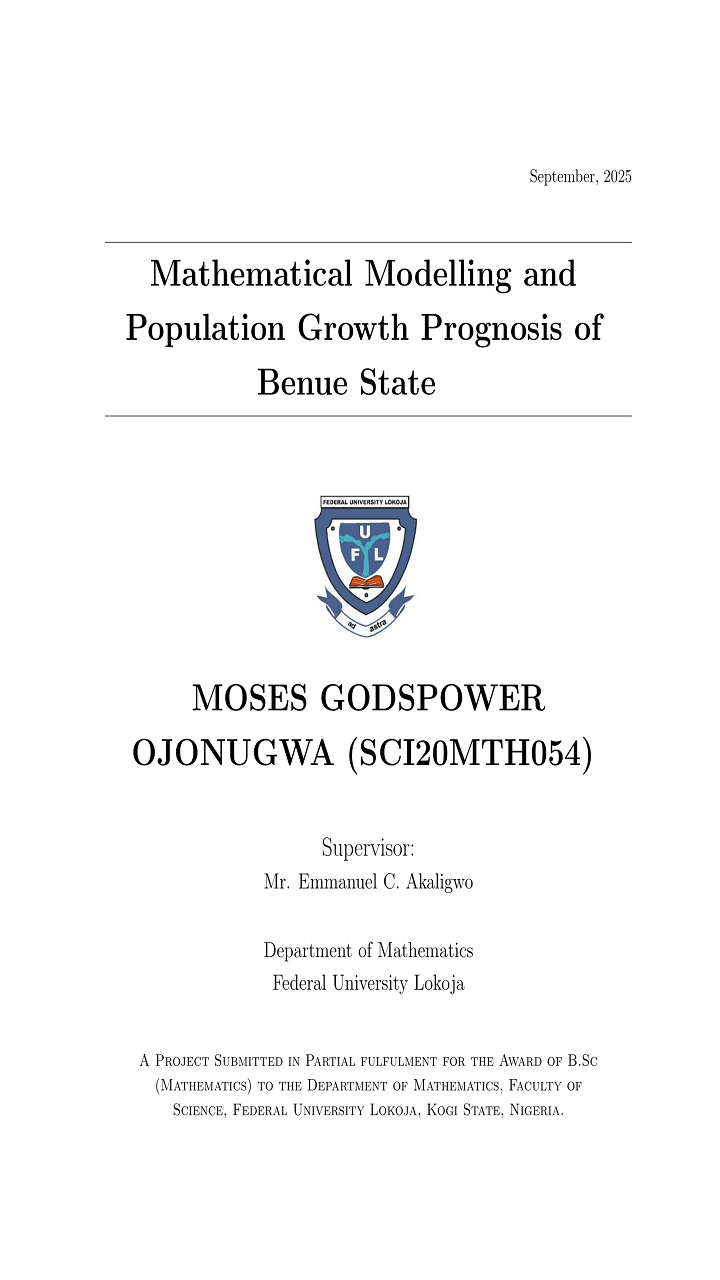 September, 2025
Mathematical Modelling and
Population Growth Prognosis of
Benue State
FEDERAL UNIVERSITY LOKOJA
U
F L
ad astra
MOSES GODSPOWER
OJONUGWA (SCI20MTH054)
Supervisor:
Mr. Emmanuel C. Akaligwo
Department of Mathematics
Federal University Lokoja
A Project Submitted in Partial fulfulment for the Award of B.Sc
(Mathematics) to the Department of Mathematics, Faculty of
Science, Federal University Lokoja, Kogi State, Nigeria.